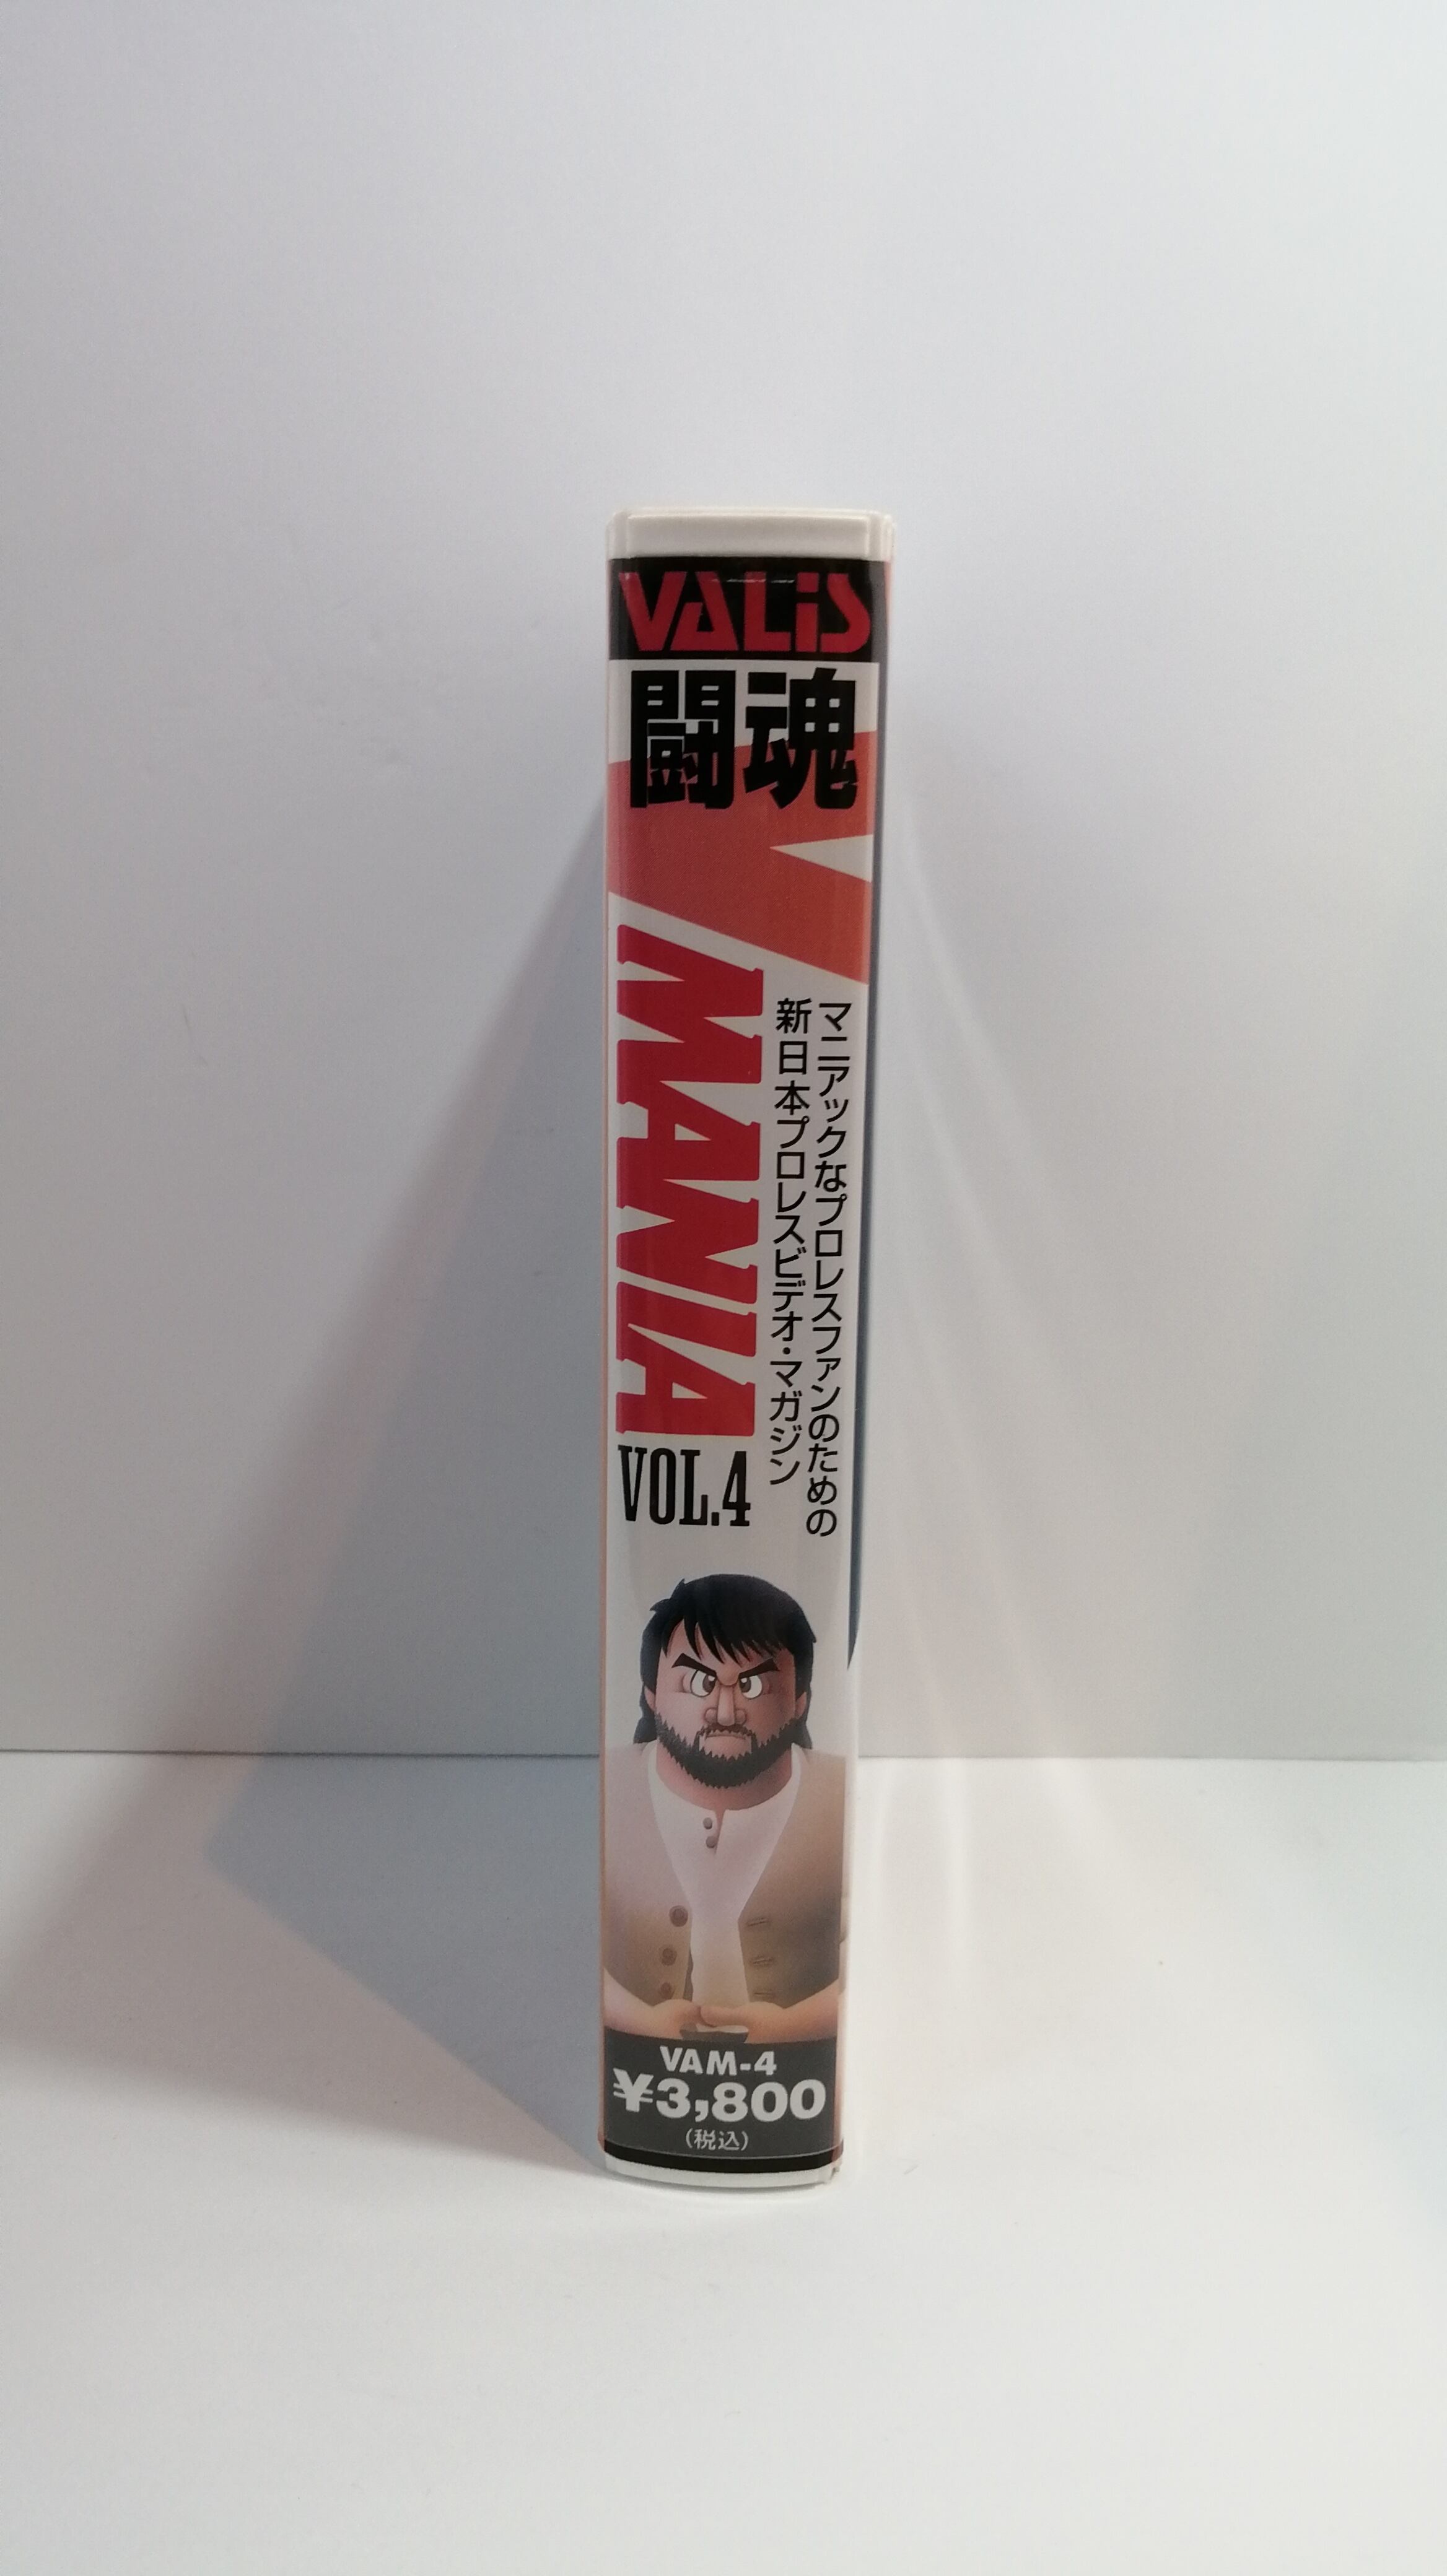 VALiS
闘魂
V
MANIA
マニアックなプロレスファンのための
新日本プロレスビデオ・マガジン
VOL.4
VAM-4
¥3,800
(税込)